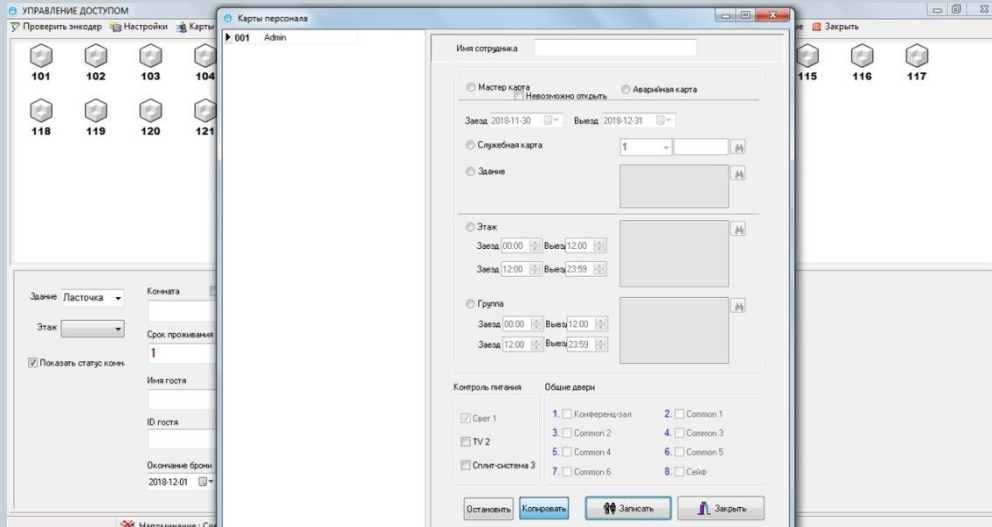 УПРАВЛЕНИЕ ДОСТУПОМ
Проверить энкодер Настройки Карты Закрыть
101 102 103 104 115 116 117
118 119 120 121
Здание Ласточка
Комната
Этаж
Срок проживания
1
Показать статус комн
Имя гостя
ID гостя
Окончание брони
2018-12-01
Напоминание : Сое
Карты персонала
001 Admin
Имя сотрудника
Мастер карта
Невозможно открыть
Аварийная карта
Заезд 2018-11-30 Выезд 2018-12-31
Служебная карта 1
Здание
Этаж
Заезд 00:00 Выезд 12:00
Заезд 12:00 Выезд 23:59
Группа
Заезд 00:00 Выезд 12:00
Заезд 12:00 Выезд 23:59
Контроль питания Общие двери
Свет 1
TV 2
Сплит-система 3
1. Конференц-зал 2. Common 1
3. Common 2 4. Common 3
5. Common 4 6. Common 5
7. Common 6 8. Сейф
Остановить Копировать Записать Закрыть